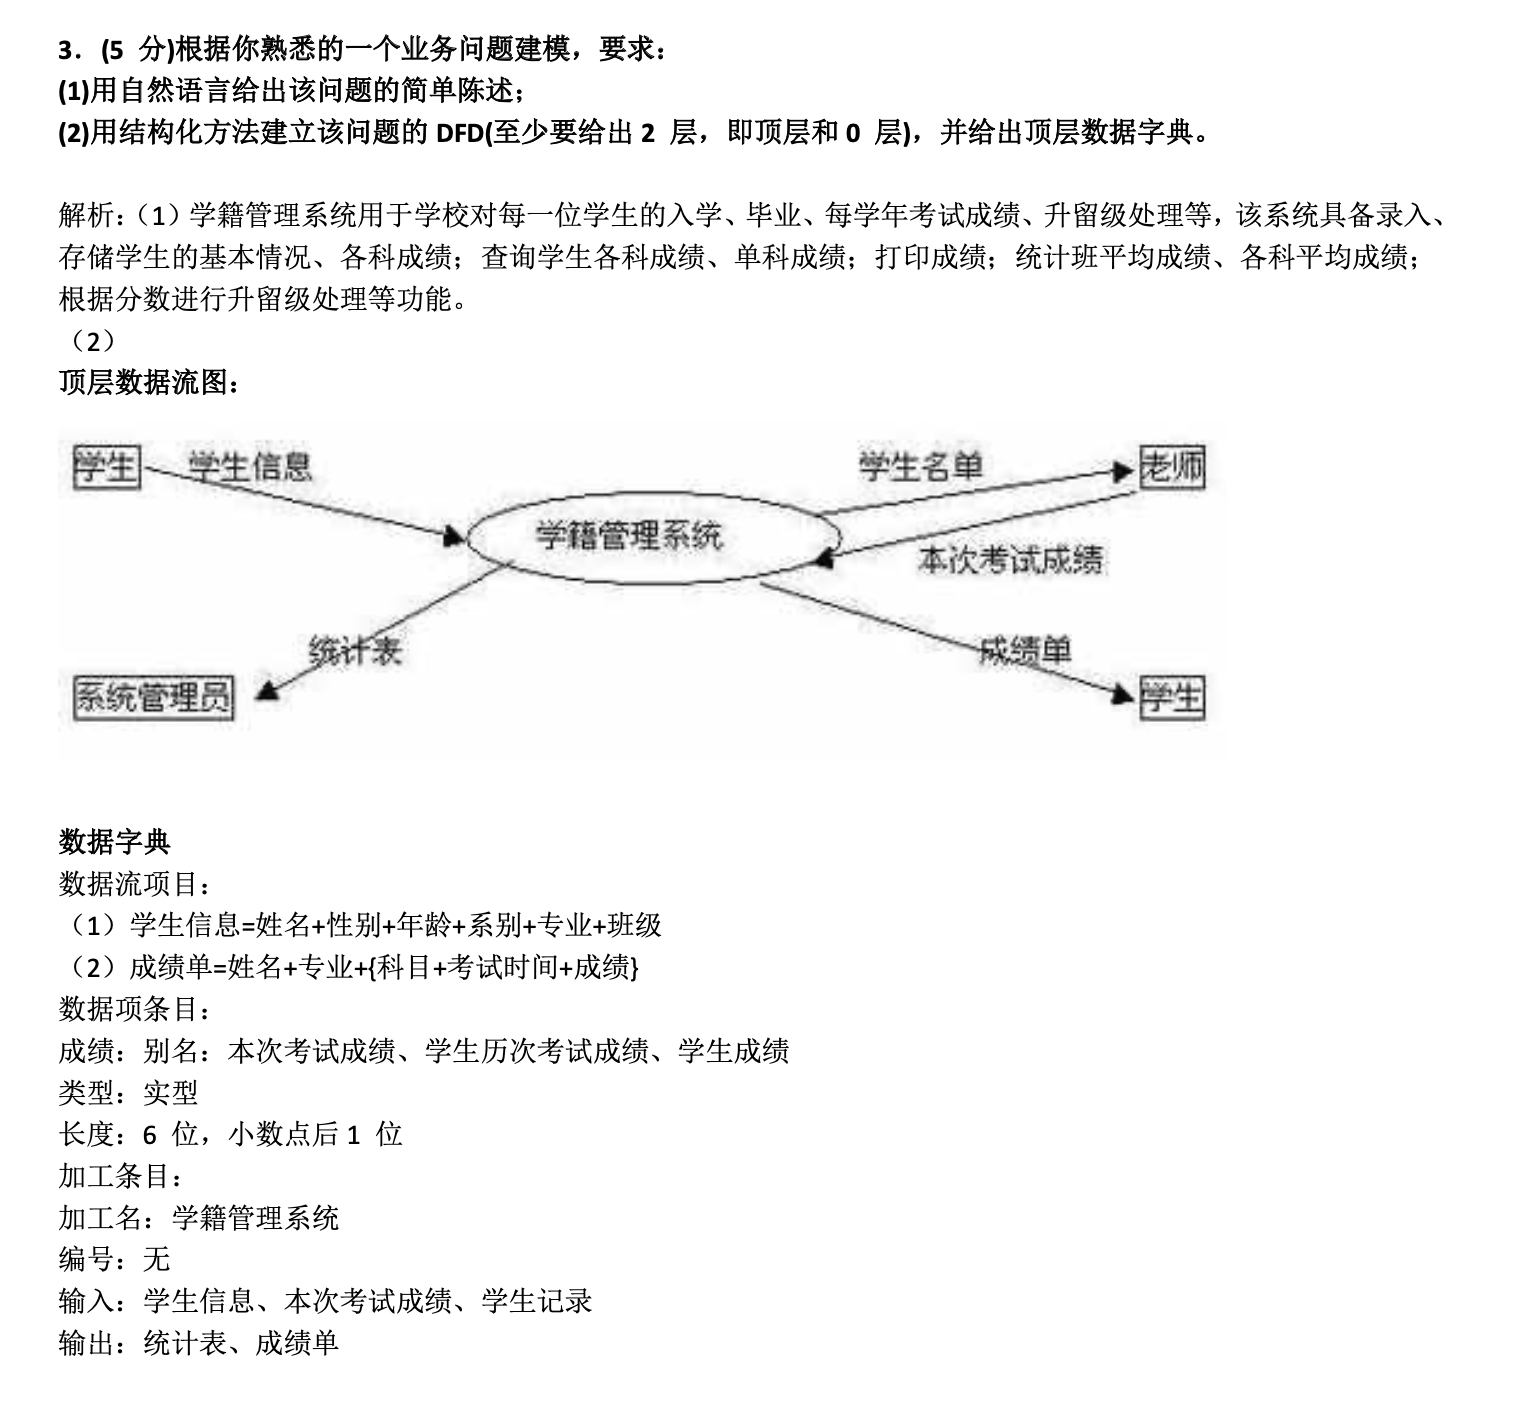 3．(5 分)根据你熟悉的一个业务问题建模，要求：
(1)用自然语言给出该问题的简单陈述；
(2)用结构化方法建立该问题的 DFD(至少要给出 2 层，即顶层和 0 层)，并给出顶层数据字典。
解析：（1）学籍管理系统用于学校对每一位学生的入学、毕业、每学年考试成绩、升留级处理等，该系统具备录入、
存储学生的基本情况、各科成绩；查询学生各科成绩、单科成绩；打印成绩；统计班平均成绩、各科平均成绩；
根据分数进行升留级处理等功能。
（2）
顶层数据流图：
学生
学生信息
学生名单
老师
学籍管理系统
本次考试成绩
统计表
成绩单
系统管理员
学生
数据字典
数据流项目：
（1）学生信息=姓名+性别+年龄+系别+专业+班级
（2）成绩单=姓名+专业+{科目+考试时间+成绩}
数据项条目：
成绩：别名：本次考试成绩、学生历次考试成绩、学生成绩
类型：实型
长度：6 位，小数点后 1 位
加工条目：
加工名：学籍管理系统
编号：无
输入：学生信息、本次考试成绩、学生记录
输出：统计表、成绩单